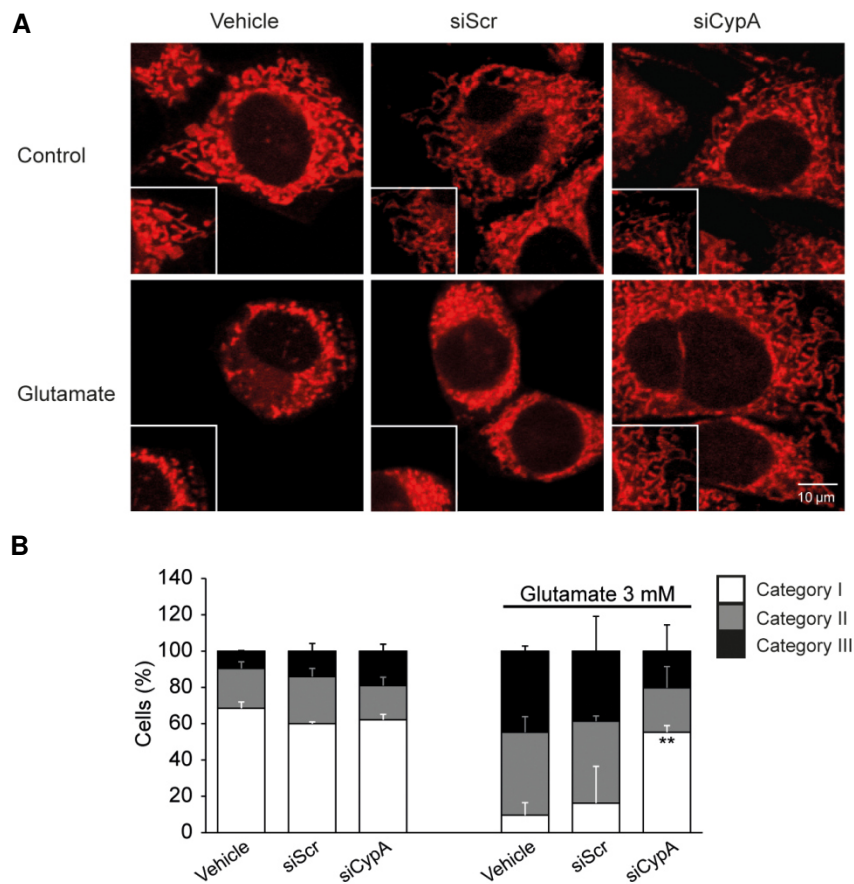 A
Vehicle siScr siCypA
Control
Glutamate
10 µm
B
140
120
100
80
60
40
20
0
Cells (%)
Glutamate 3 mM
Category I
Category II
Category III
**
Vehicle siScr siCypA Vehicle siScr siCypA